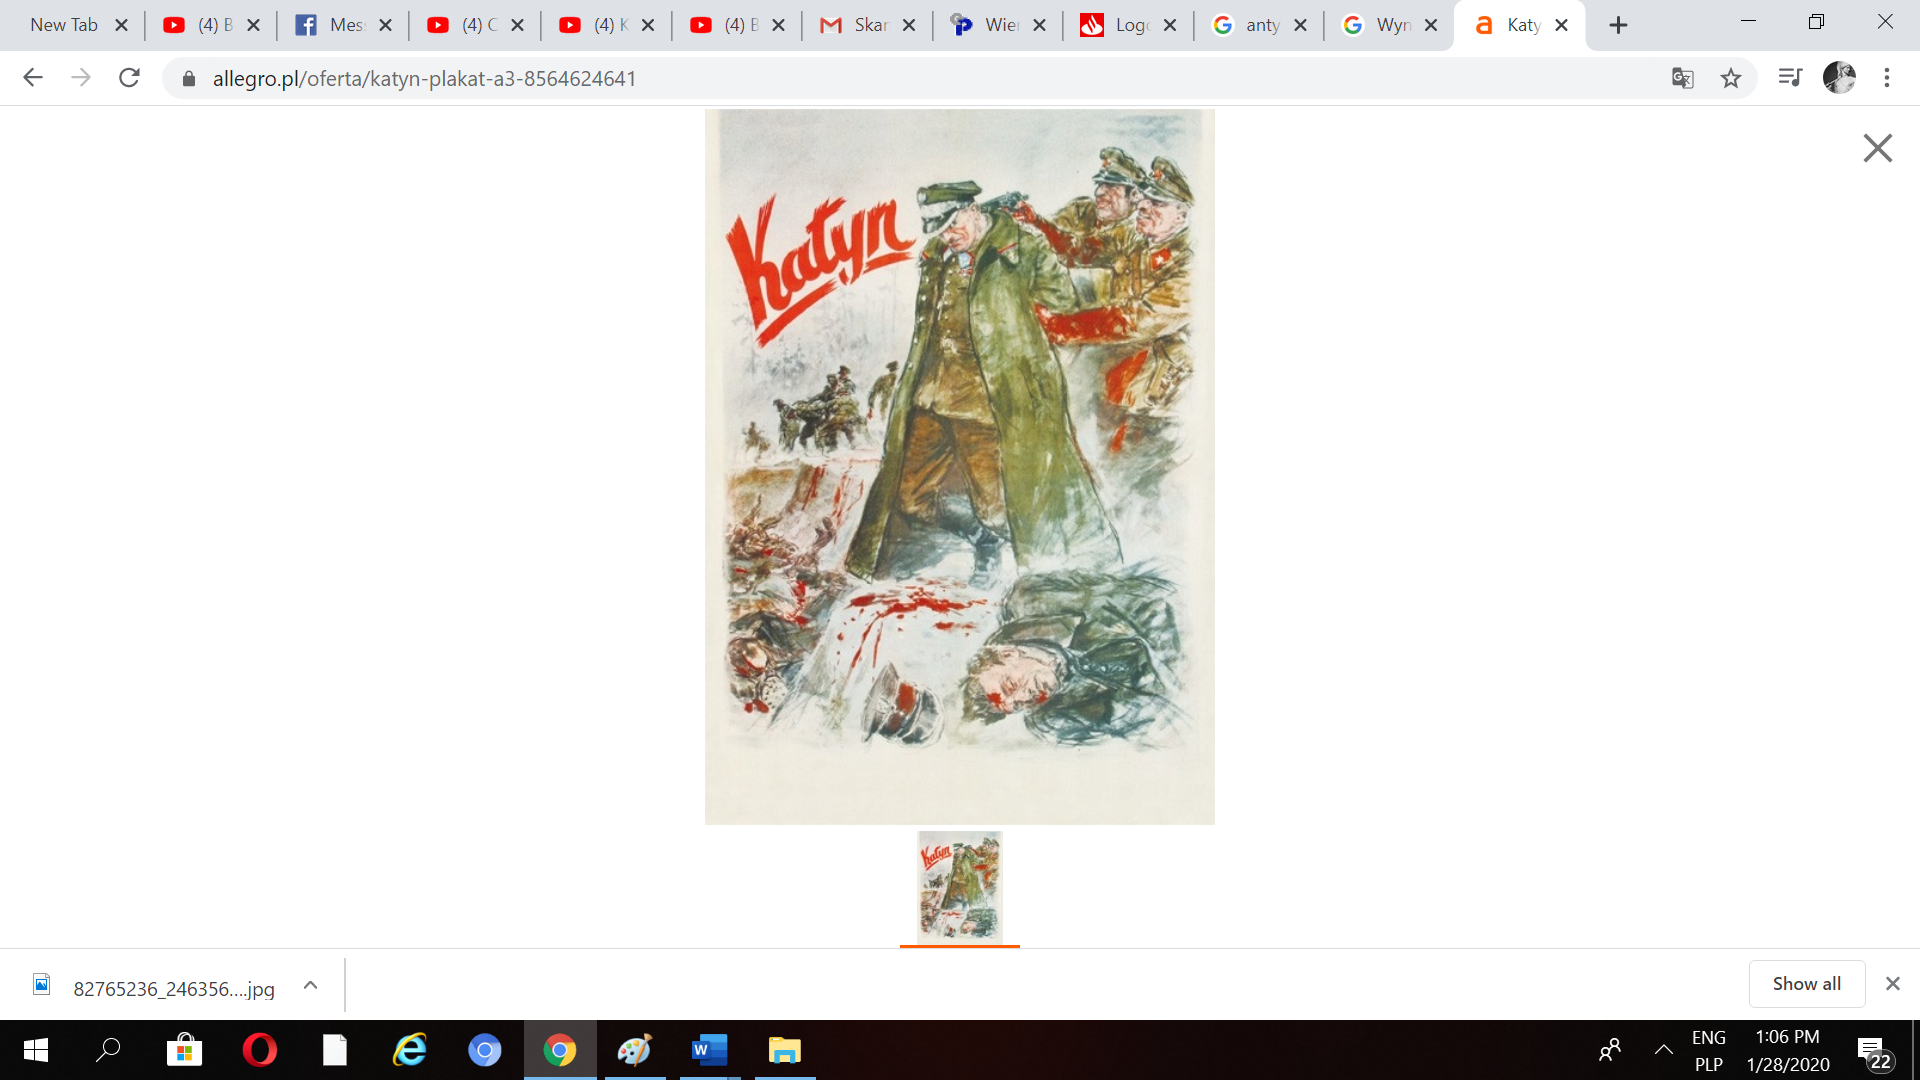 New Tab
(4) B
Mes
(4) C
(4) K
(4) B
Skar
Wier
Logo
anty
Wyn
Katy
allegro.pl/oferta/katyn-plakat-a3-8564624641
Katyn
Katyn
82765236_246356....jpg
Show all
ENG
PLP
1:06 PM
1/28/2020
22